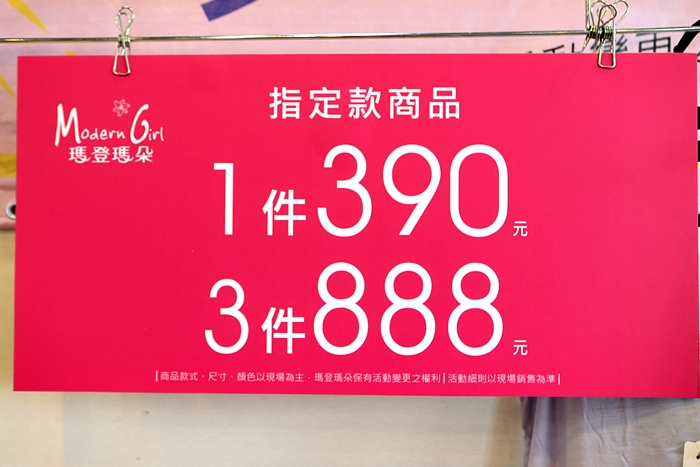 Modern Girl
瑪登瑪朵
指定款商品
1件390元
3件888元
|商品款式、尺寸、顏色以現場為主，瑪登瑪朵保有活動變更之權利|活動細則以現場銷售為準|